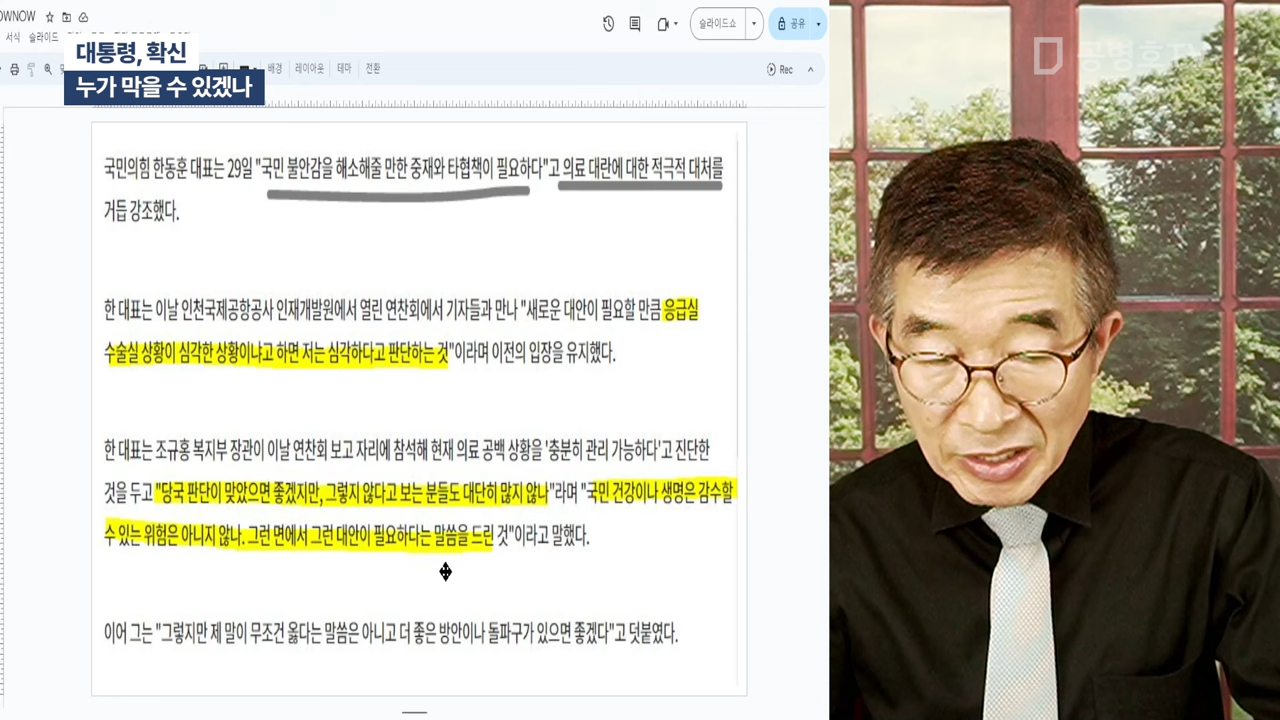 OWNOW
서식 슬라이드
슬라이드쇼
공유
대통령, 확신
누가 막을 수 있겠나
배경 레이아웃 테마 전환
Rec
공병호TV
국민의힘 한동훈 대표는 29일 "국민 불안감을 해소해줄 만한 중재와 타협책이 필요하다"고 의료 대란에 대한 적극적 대처를
거듭 강조했다.
한 대표는 이날 인천국제공항공사 인재개발원에서 열린 연찬회에서 기자들과 만나 "새로운 대안이 필요할 만큼 응급실
수술실 상황이 심각한 상황이냐고 하면 저는 심각하다고 판단하는 것"이라며 이전의 입장을 유지했다.
한 대표는 조규홍 복지부 장관이 이날 연찬회 보고 자리에 참석해 현재 의료 공백 상황을 '충분히 관리 가능하다'고 진단한
것을 두고 "당국 판단이 맞았으면 좋겠지만, 그렇지 않다고 보는 분들도 대단히 많지 않나"라며 "국민 건강이나 생명은 감수할
수 있는 위험은 아니지 않나. 그런 면에서 그런 대안이 필요하다는 말씀을 드린 것"이라고 말했다.
이어 그는 "그렇지만 제 말이 무조건 옳다는 말씀은 아니고 더 좋은 방안이나 돌파구가 있으면 좋겠다"고 덧붙였다.